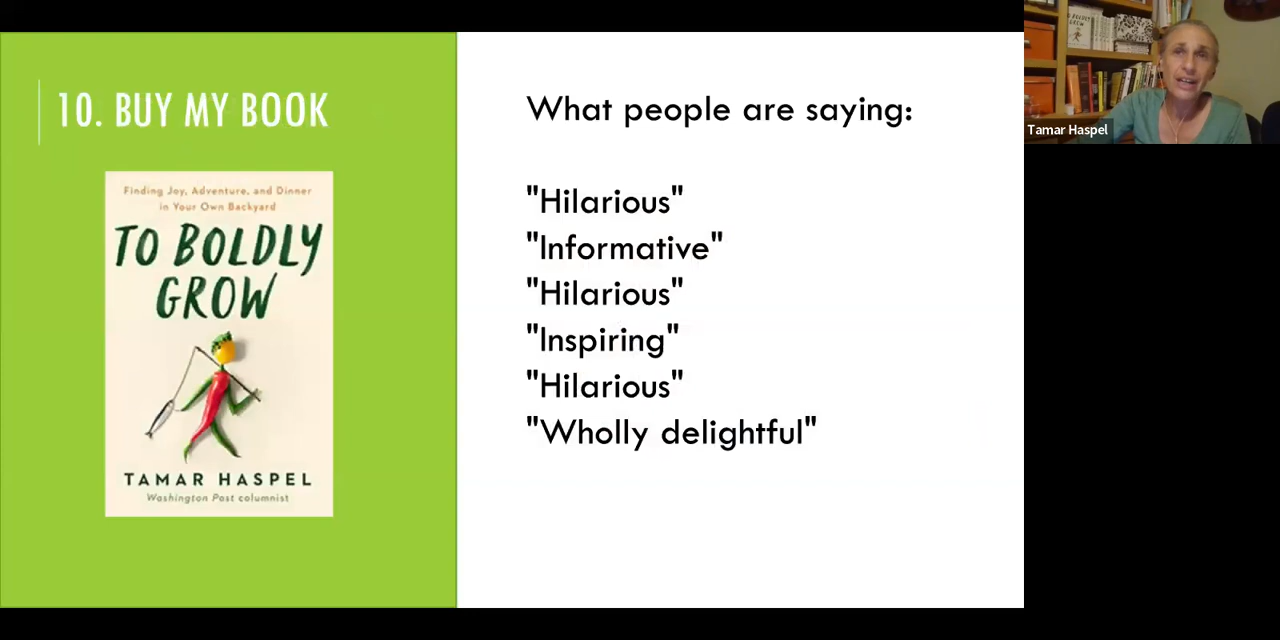 10. BUY MY BOOK
Finding Joy, Adventure, and Dinner
in Your Own Backyard
TO BOLDLY
GROW
TAMAR HASPEL
Washington Post columnist
What people are saying:
"Hilarious"
"Informative"
"Hilarious"
"Inspiring"
"Hilarious"
"Wholly delightful"
Tamar Haspel